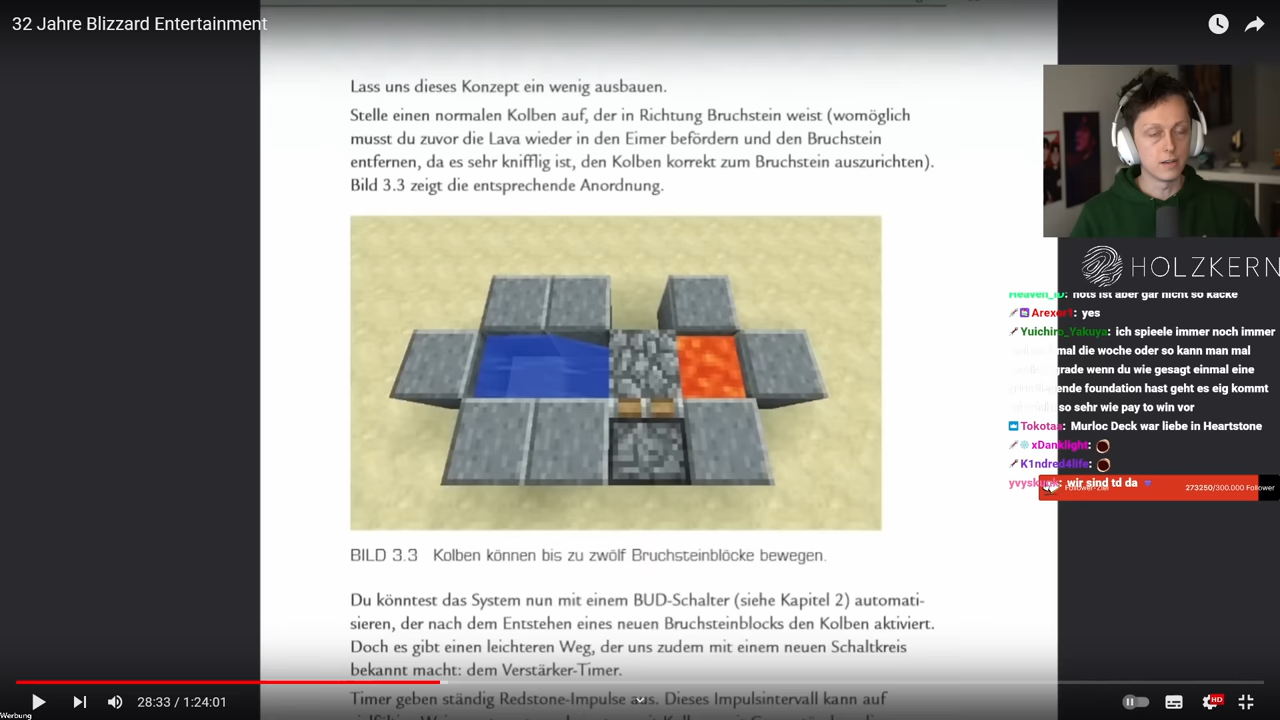 32 Jahre Blizzard Entertainment
Lass uns dieses Konzept ein wenig ausbauen.
Stelle einen normalen Kolben auf, der in Richtung Bruchstein weist (womöglich
musst du zuvor die Lava wieder in den Eimer befördern und den Bruchstein
entfernen, da es sehr knifflig ist, den Kolben korrekt zum Bruchstein auszurichten).
Bild 3.3 zeigt die entsprechende Anordnung.
BILD 3.3 Kolben können bis zu zwölf Bruchsteinblöcke bewegen.
Du könntest das System nun mit einem BUD-Schalter (siehe Kapitel 2) automati-
sieren, der nach dem Entstehen eines neuen Bruchsteinblocks den Kolben aktiviert.
Doch es gibt einen leichteren Weg, der uns zudem mit einem neuen Schaltkreis
bekannt macht: dem Verstärker-Timer.
Timer geben ständig Redstone-Impulse aus. Dieses Impulsintervall kann auf
HOLZKERN
Heaven_ID: hots ist aber gar nicht so kacke
Arexor1: yes
Yuichiro_Yakuya: ich spieele immer noch immer
mal die woche oder so kann man mal
grade wenn du wie gesagt einmal eine
ende foundation hast geht es eig kommt
so sehr wie pay to win vor
Tokotaa: Murloc Deck war liebe in Heartstone
xDanklight:
K1ndred4life:
wir sind td da
Follower-Ziel 273250/300.000 Follower
28:33 / 1:24:01
HD
Werbung